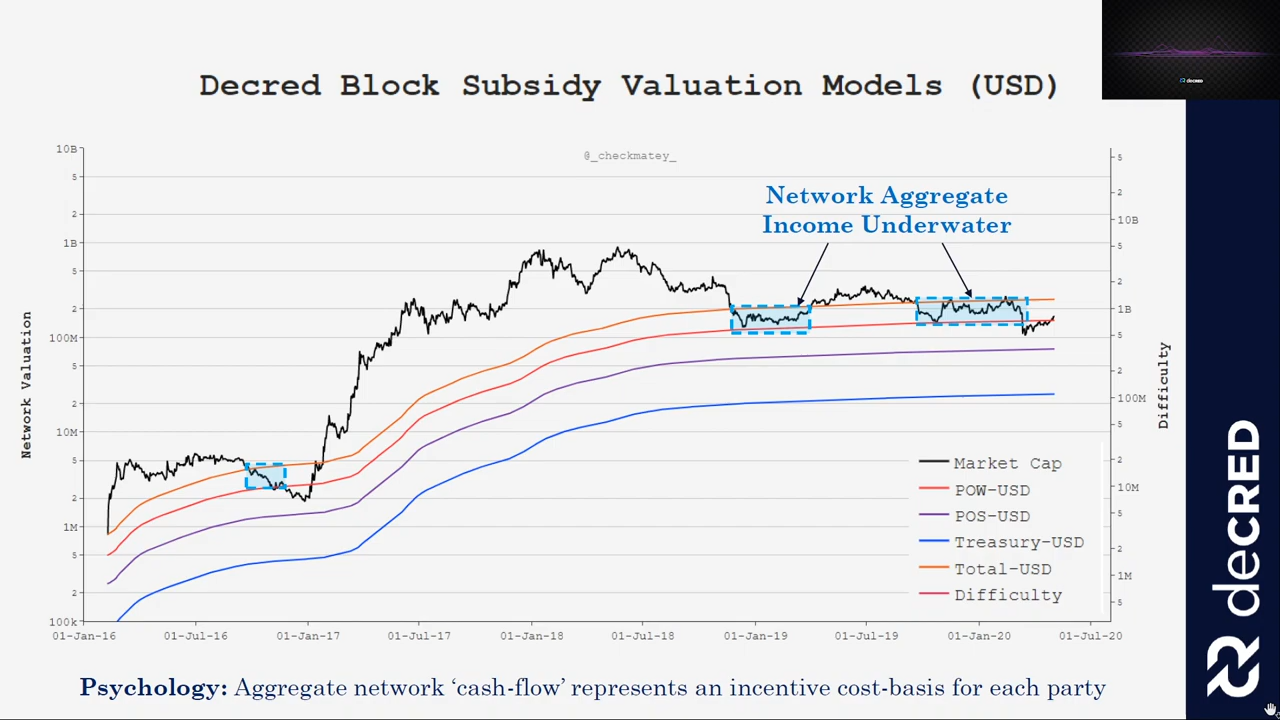 decRED
Decred Block Subsidy Valuation Models (USD)
@_checkmatey_
Network Aggregate
Income Underwater
10B
5
2
1B
5
2
100M
5
2
10M
5
2
1M
5
2
100k
Network Valuation
5
2
10B
5
2
1B
5
2
100M
5
2
10M
5
2
1M
5
Difficulty
Market Cap
POW-USD
POS-USD
Treasury-USD
Total-USD
Difficulty
01-Jan-16 01-Jul-16 01-Jan-17 01-Jul-17 01-Jan-18 01-Jul-18 01-Jan-19 01-Jul-19 01-Jan-20 01-Jul-20
Psychology: Aggregate network ‘cash-flow’ represents an incentive cost-basis for each party
decRED